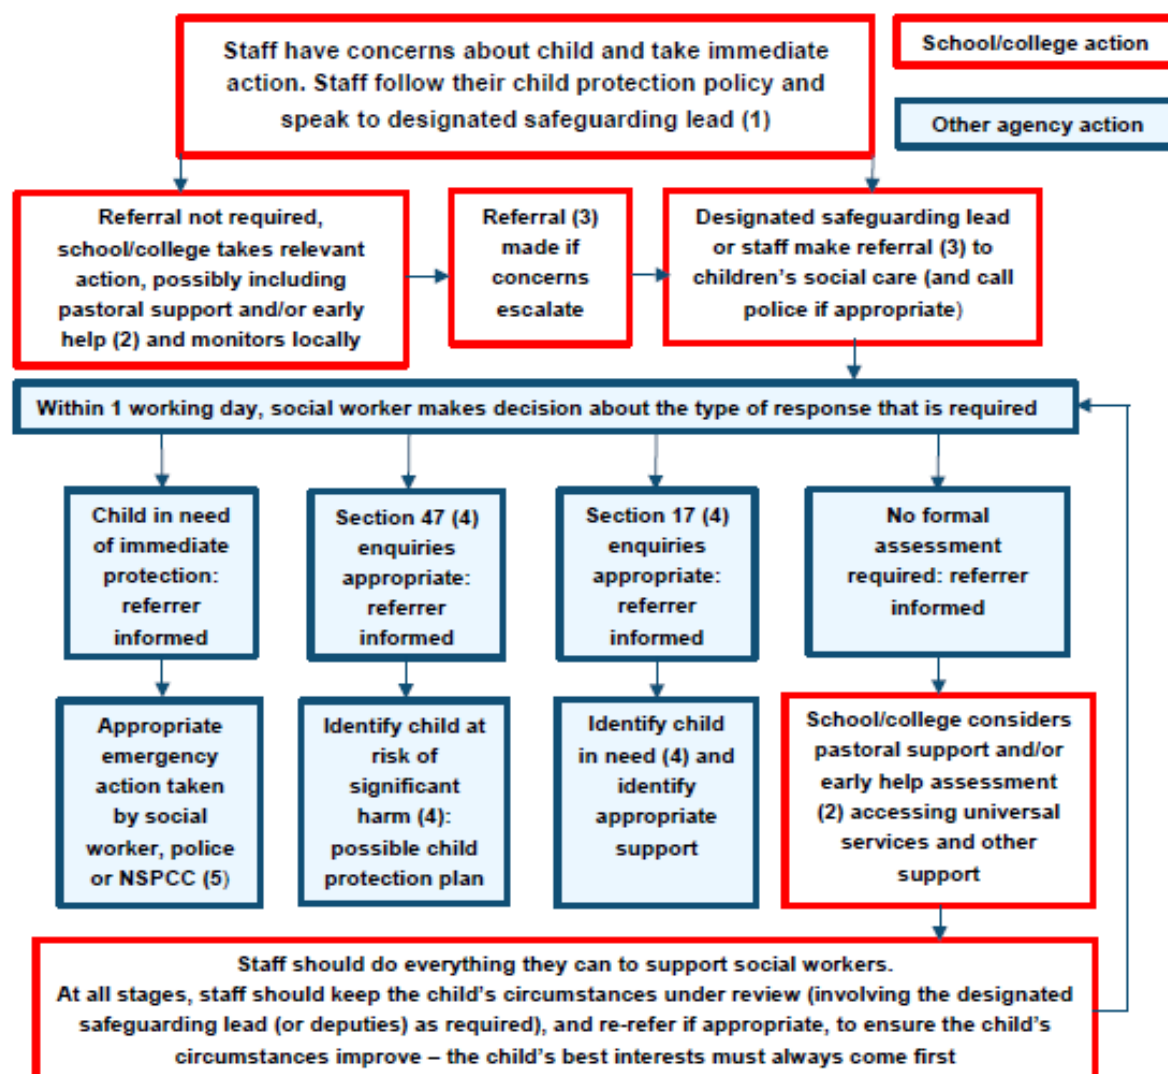 Staff have concerns about child and take immediate
action. Staff follow their child protection policy and
speak to designated safeguarding lead (1)
School/college action
Other agency action
Referral not required,
school/college takes relevant
action, possibly including
pastoral support and/or early
help (2) and monitors locally
Referral (3)
made if
concerns
escalate
Designated safeguarding lead
or staff make referral (3) to
children's social care (and call
police if appropriate)
Within 1 working day, social worker makes decision about the type of response that is required
Child in need
of immediate
protection:
referrer
informed
Section 47 (4)
enquiries
appropriate:
referrer
informed
Section 17 (4)
enquiries
appropriate:
referrer
informed
No formal
assessment
required: referrer
informed
Appropriate
emergency
action taken
by social
worker, police
or NSPCC (5)
Identify child at
risk of
significant
harm (4):
possible child
protection plan
Identify child
in need (4) and
identify
appropriate
support
School/college considers
pastoral support and/or
early help assessment
(2) accessing universal
services and other
support
Staff should do everything they can to support social workers.
At all stages, staff should keep the child's circumstances under review (involving the designated
safeguarding lead (or deputies) as required), and re-refer if appropriate, to ensure the child's
circumstances improve – the child's best interests must always come first